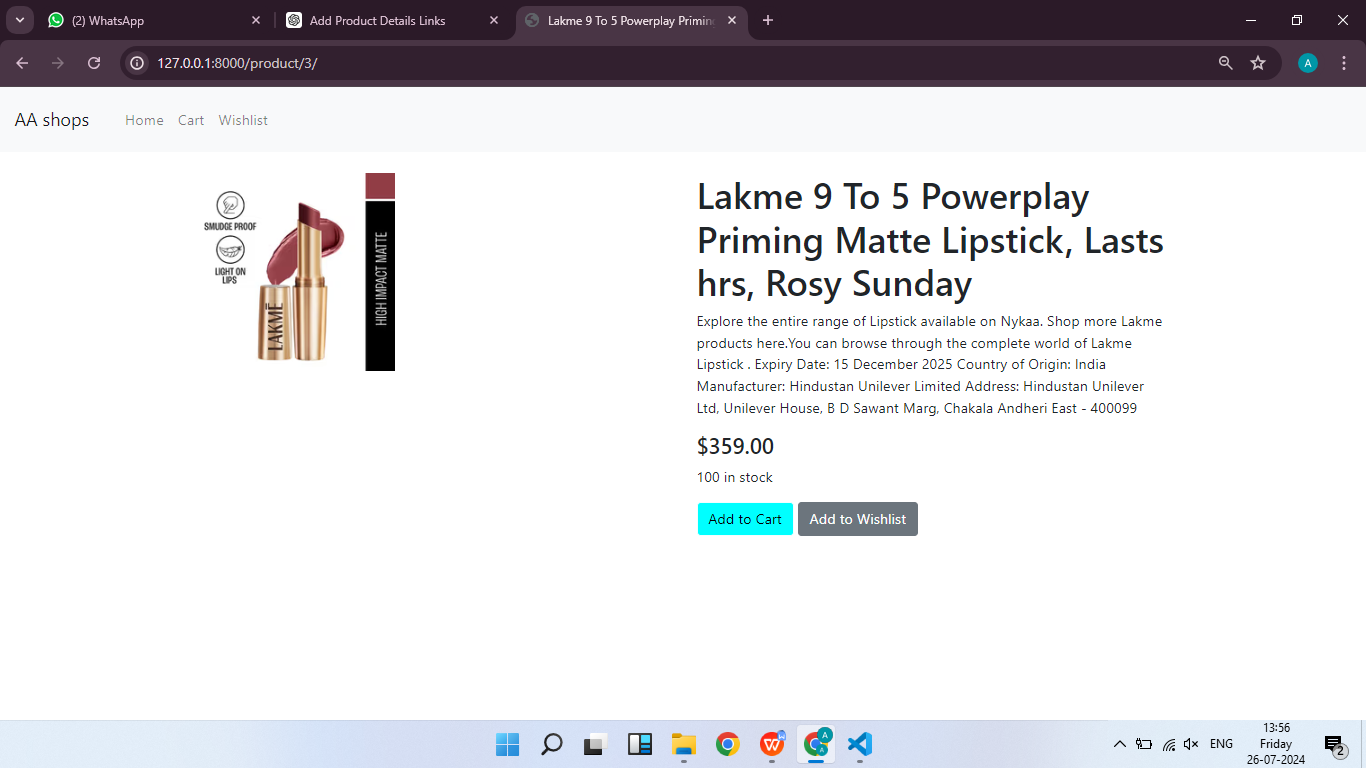 (2) WhatsApp
Add Product Details Links
Lakme 9 To 5 Powerplay Priming
127.0.0.1:8000/product/3/
A
AA shops
Home Cart Wishlist
SMUDGE PROOF
LIGHT ON
LIPS
LAKMĒ
HIGH IMPACT MATTE
Lakme 9 To 5 Powerplay
Priming Matte Lipstick, Lasts
hrs, Rosy Sunday
Explore the entire range of Lipstick available on Nykaa. Shop more Lakme
products here.You can browse through the complete world of Lakme
Lipstick . Expiry Date: 15 December 2025 Country of Origin: India
Manufacturer: Hindustan Unilever Limited Address: Hindustan Unilever
Ltd, Unilever House, B D Sawant Marg, Chakala Andheri East - 400099
$359.00
100 in stock
Add to Cart Add to Wishlist
A
A
ENG
13:56
Friday
26-07-2024
2